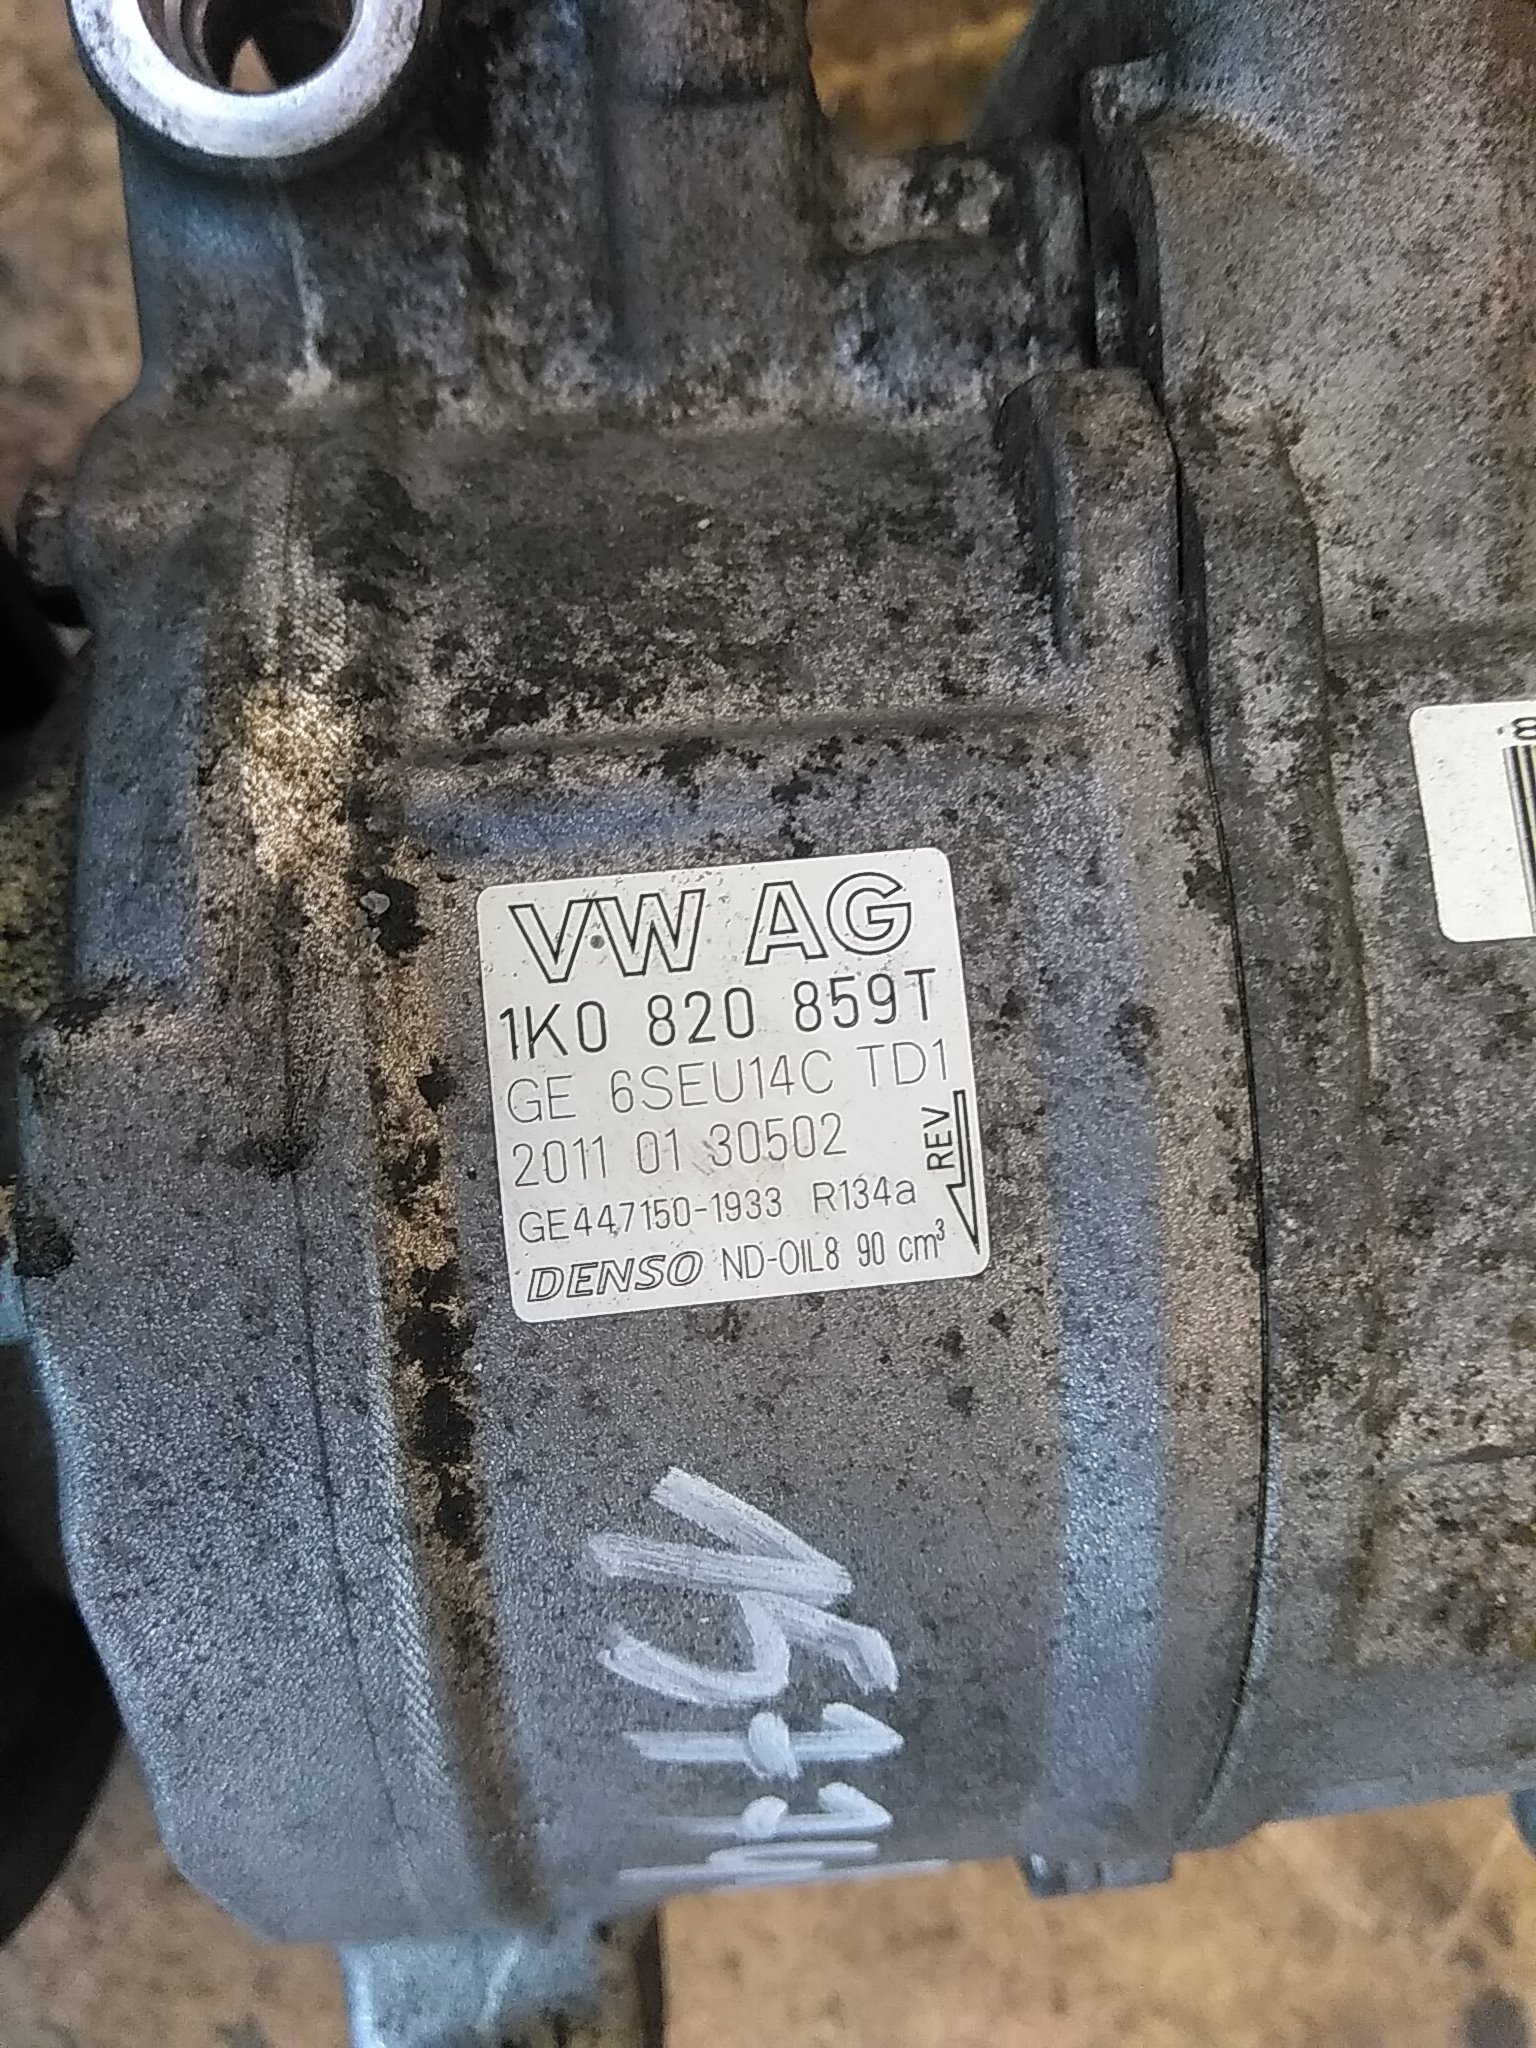 VW AG
1K0 820 859T
GE 6SEU14C TD1
2011 01 30502
REV
GE447150-1933 R134a
DENSO ND-OIL8 90 cm³